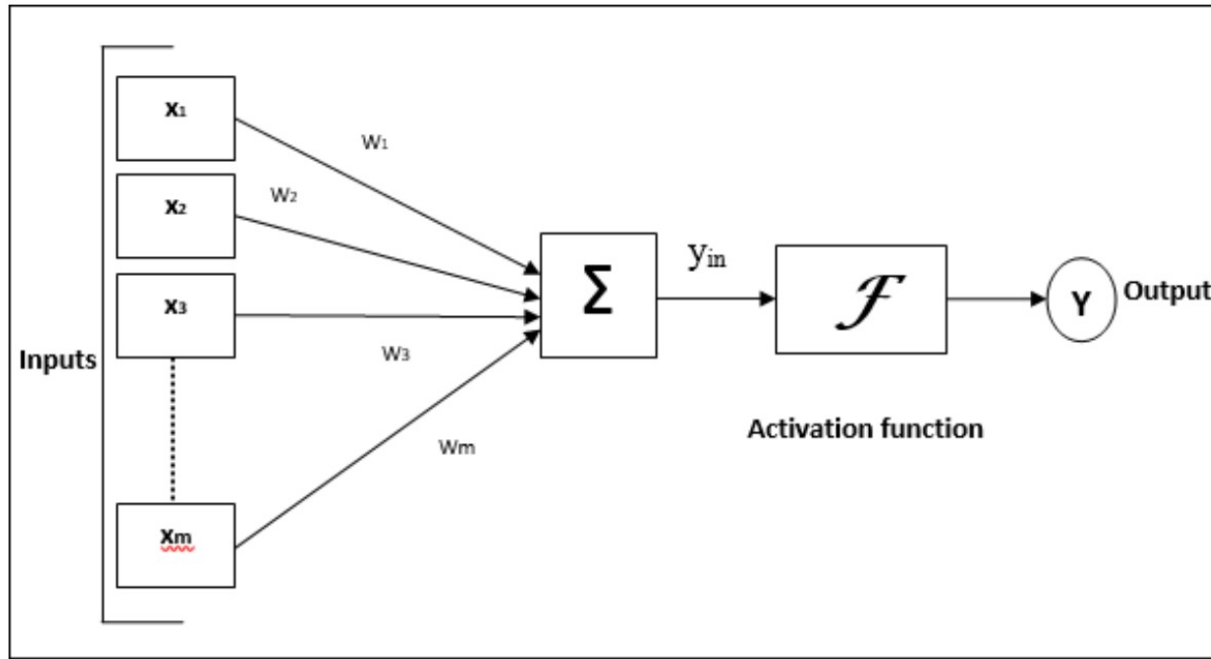 x₁
w₁
x₂
w₂
x₃
w₃
Inputs
xm
wm
Σ
yin
ℱ
Activation function
Y
Output